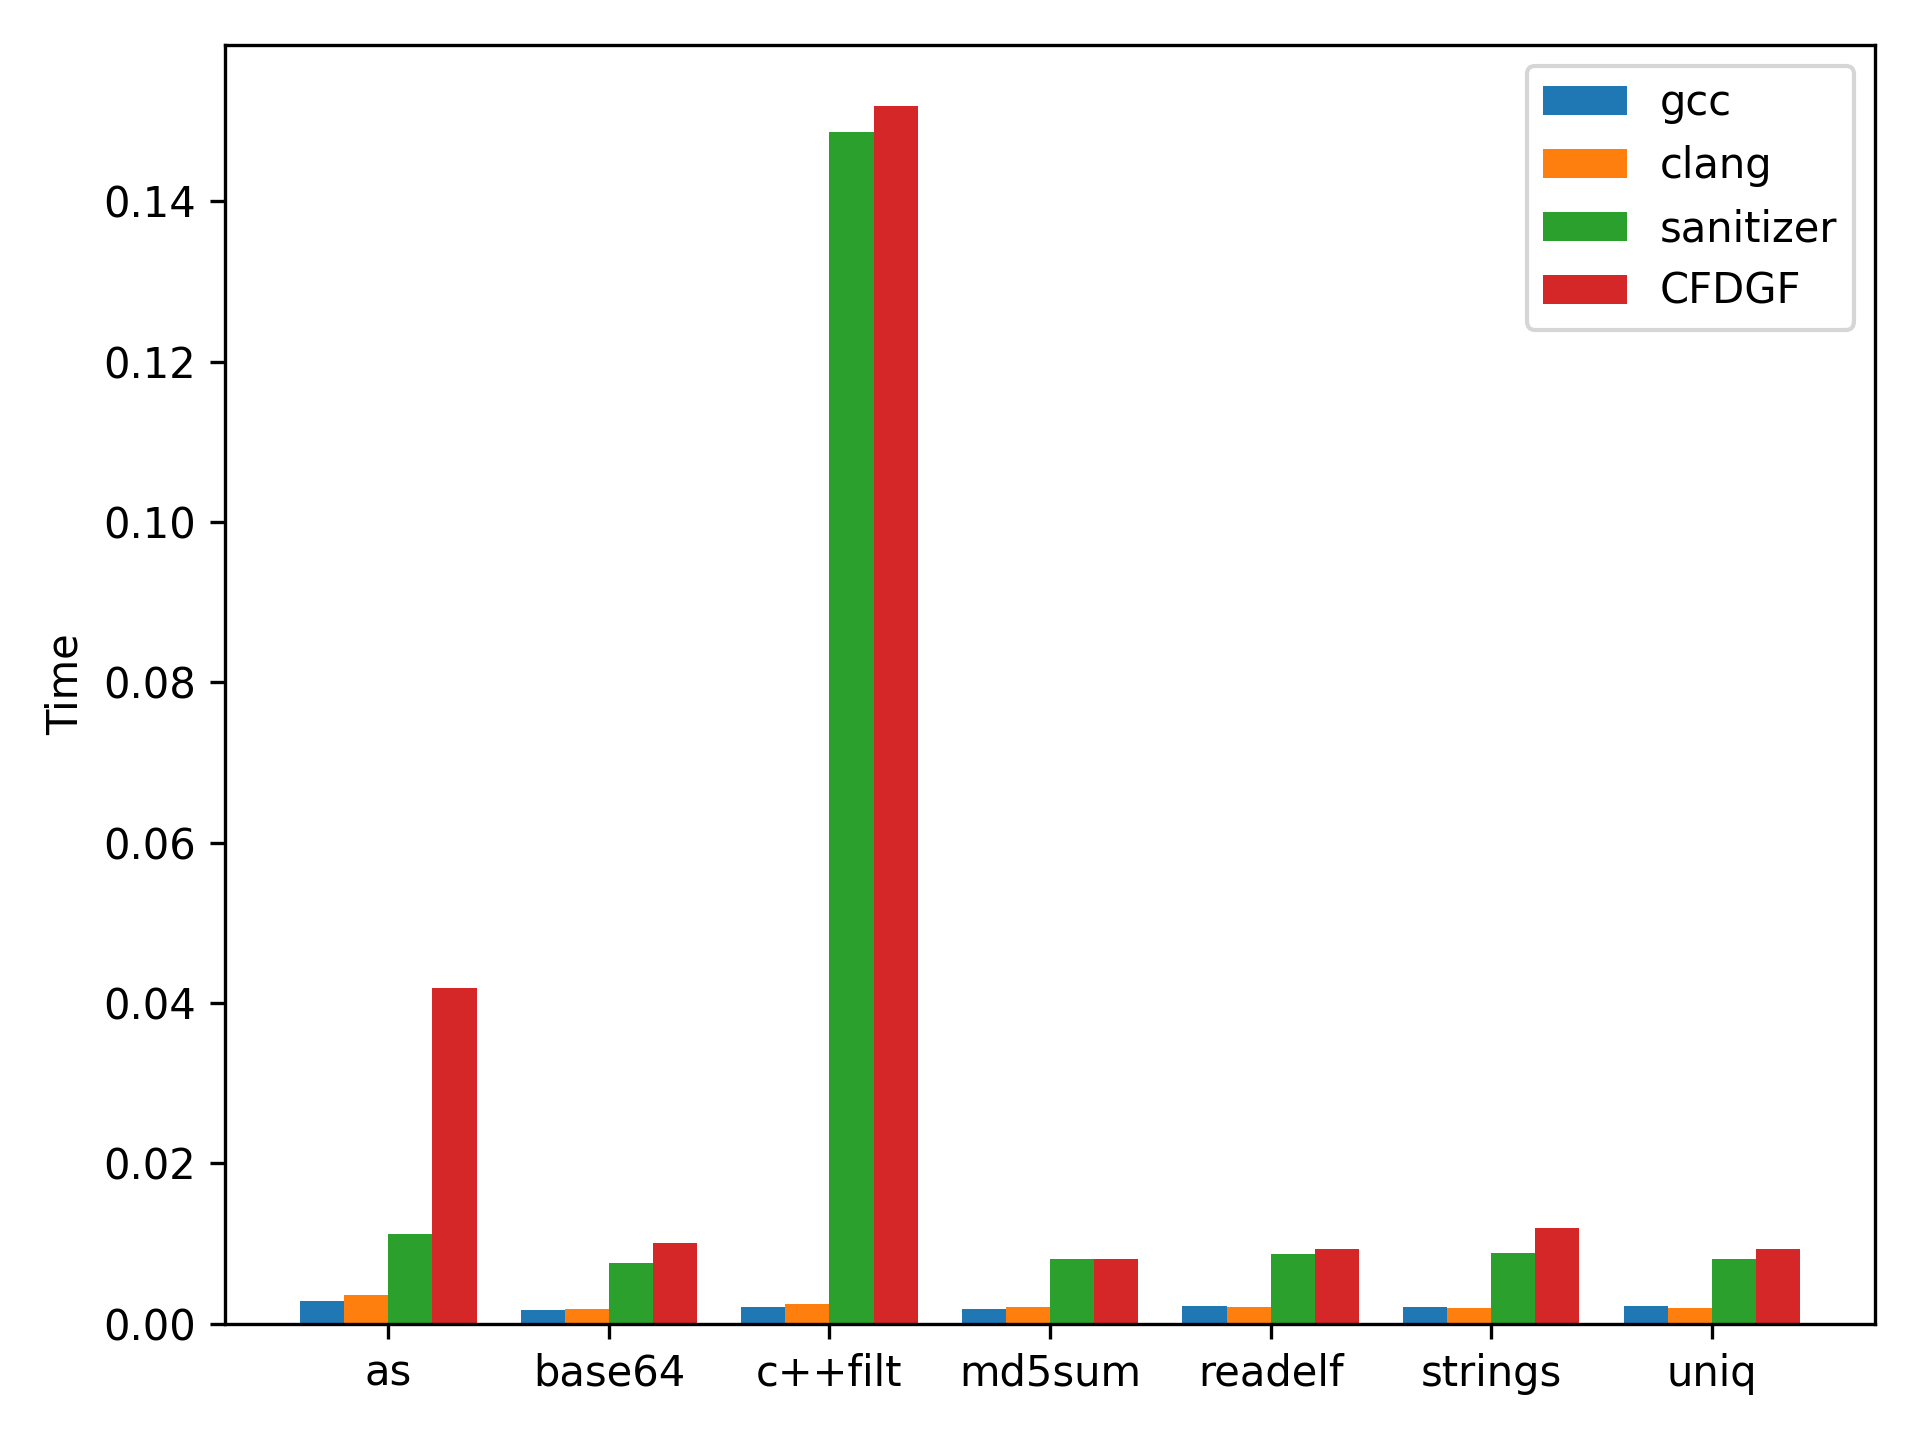 gcc
clang
sanitizer
CFDGF
0.14
0.12
0.10
0.08
0.06
0.04
0.02
0.00
Time
as base64 c++filt md5sum readelf strings uniq